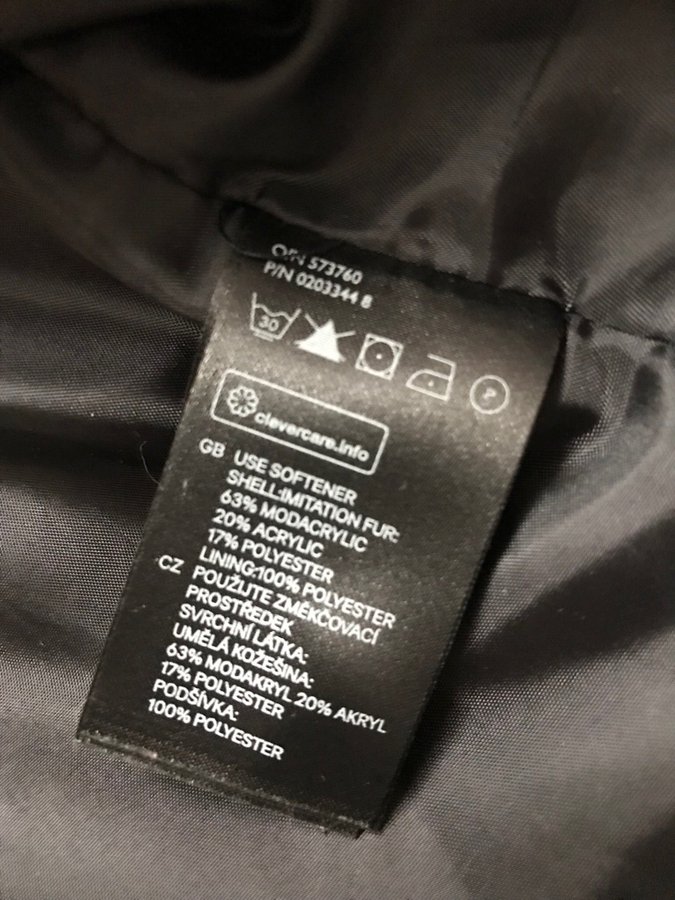 O/N 573760
P/N 0203344 8
30 P
clevercare.info
GB USE SOFTENER
SHELL:IMITATION FUR:
63% MODACRYLIC
20% ACRYLIC
17% POLYESTER
LINING:100% POLYESTER
CZ POUŽIJTE ZMĚKČOVACÍ
PROSTŘEDEK
SVRCHNÍ LÁTKA:
UMĚLÁ KOŽEŠINA:
63% MODAKRYL 20% AKRYL
17% POLYESTER
PODŠÍVKA:
100% POLYESTER